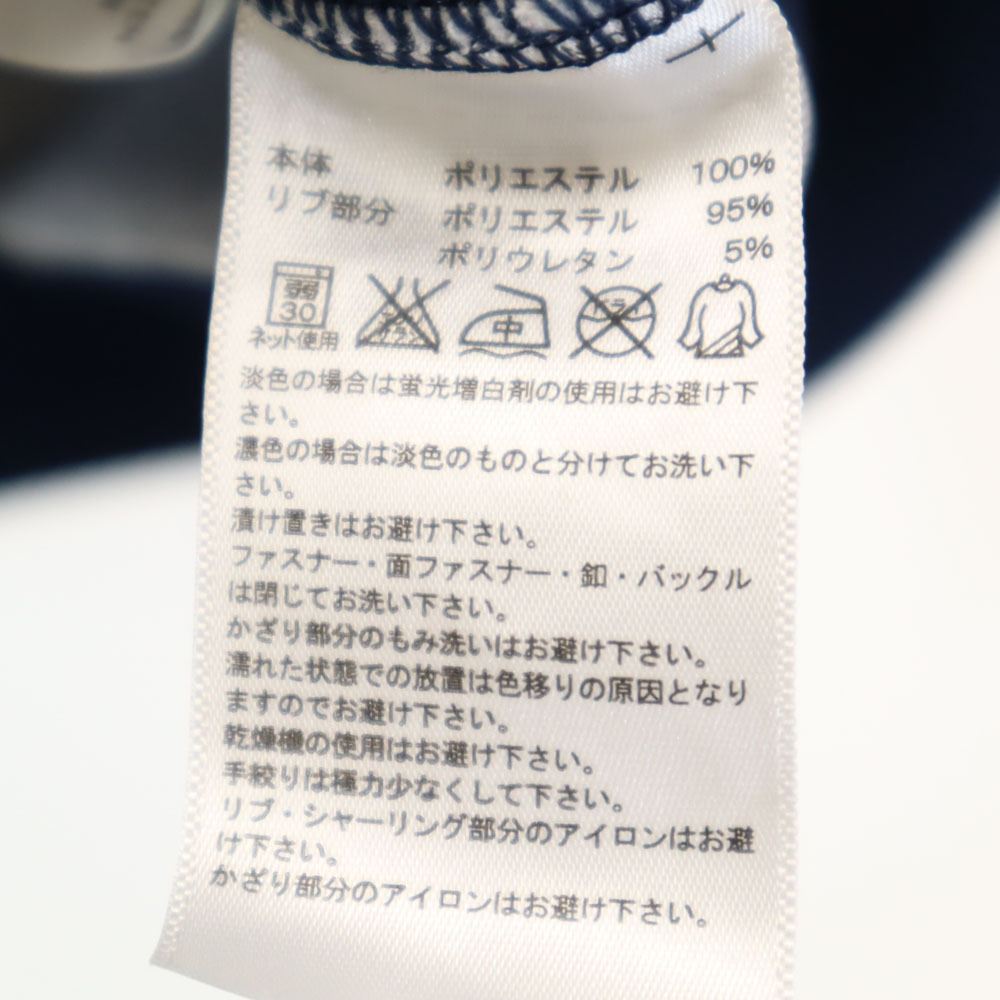 本体 ポリエステル 100%
リブ部分 ポリエステル 95%
ポリウレタン 5%
弱 中 ドライ
30
ネット使用
淡色の場合は蛍光増白剤の使用はお避け下
さい。
濃色の場合は淡色のものと分けてお洗い下
さい。
漬け置きはお避け下さい。
ファスナー・面ファスナー・釦・バックル
は閉じてお洗い下さい。
かざり部分のもみ洗いはお避け下さい。
濡れた状態での放置は色移りの原因となり
ますのでお避け下さい。
乾燥機の使用はお避け下さい。
手絞りは極力少なくして下さい。
リブ・シャーリング部分のアイロンはお避
け下さい。
かざり部分のアイロンはお避け下さい。